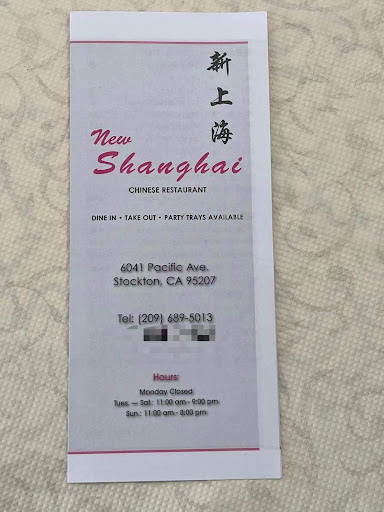 新上海
New
Shanghai
CHINESE RESTAURANT
DINE IN • TAKE OUT • PARTY TRAYS AVAILABLE
6041 Pacific Ave.
Stockton, CA 95207
Tel: (209) 689-5013
Hours:
Monday Closed
Tues. — Sat.: 11:00 am - 9:00 pm
Sun.: 11:00 am - 8:00 pm